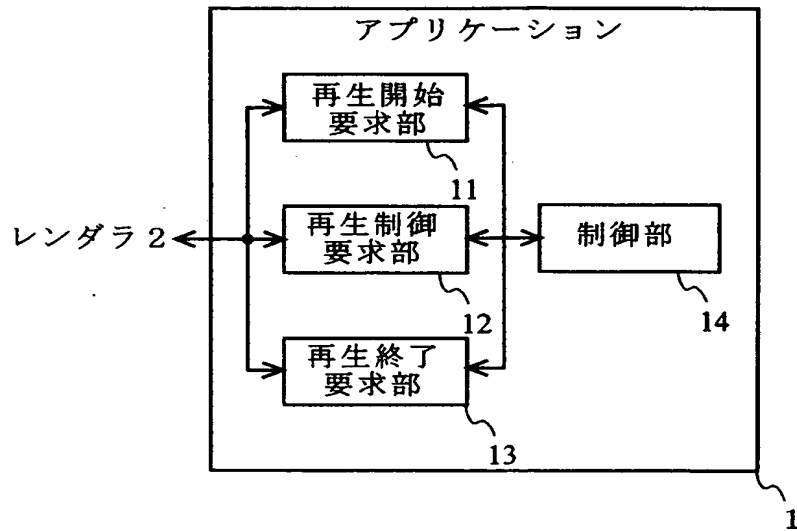 アプリケーション
再生開始
要求部
11
レンダラ2
再生制御
要求部
12
制御部
14
再生終了
要求部
13
1